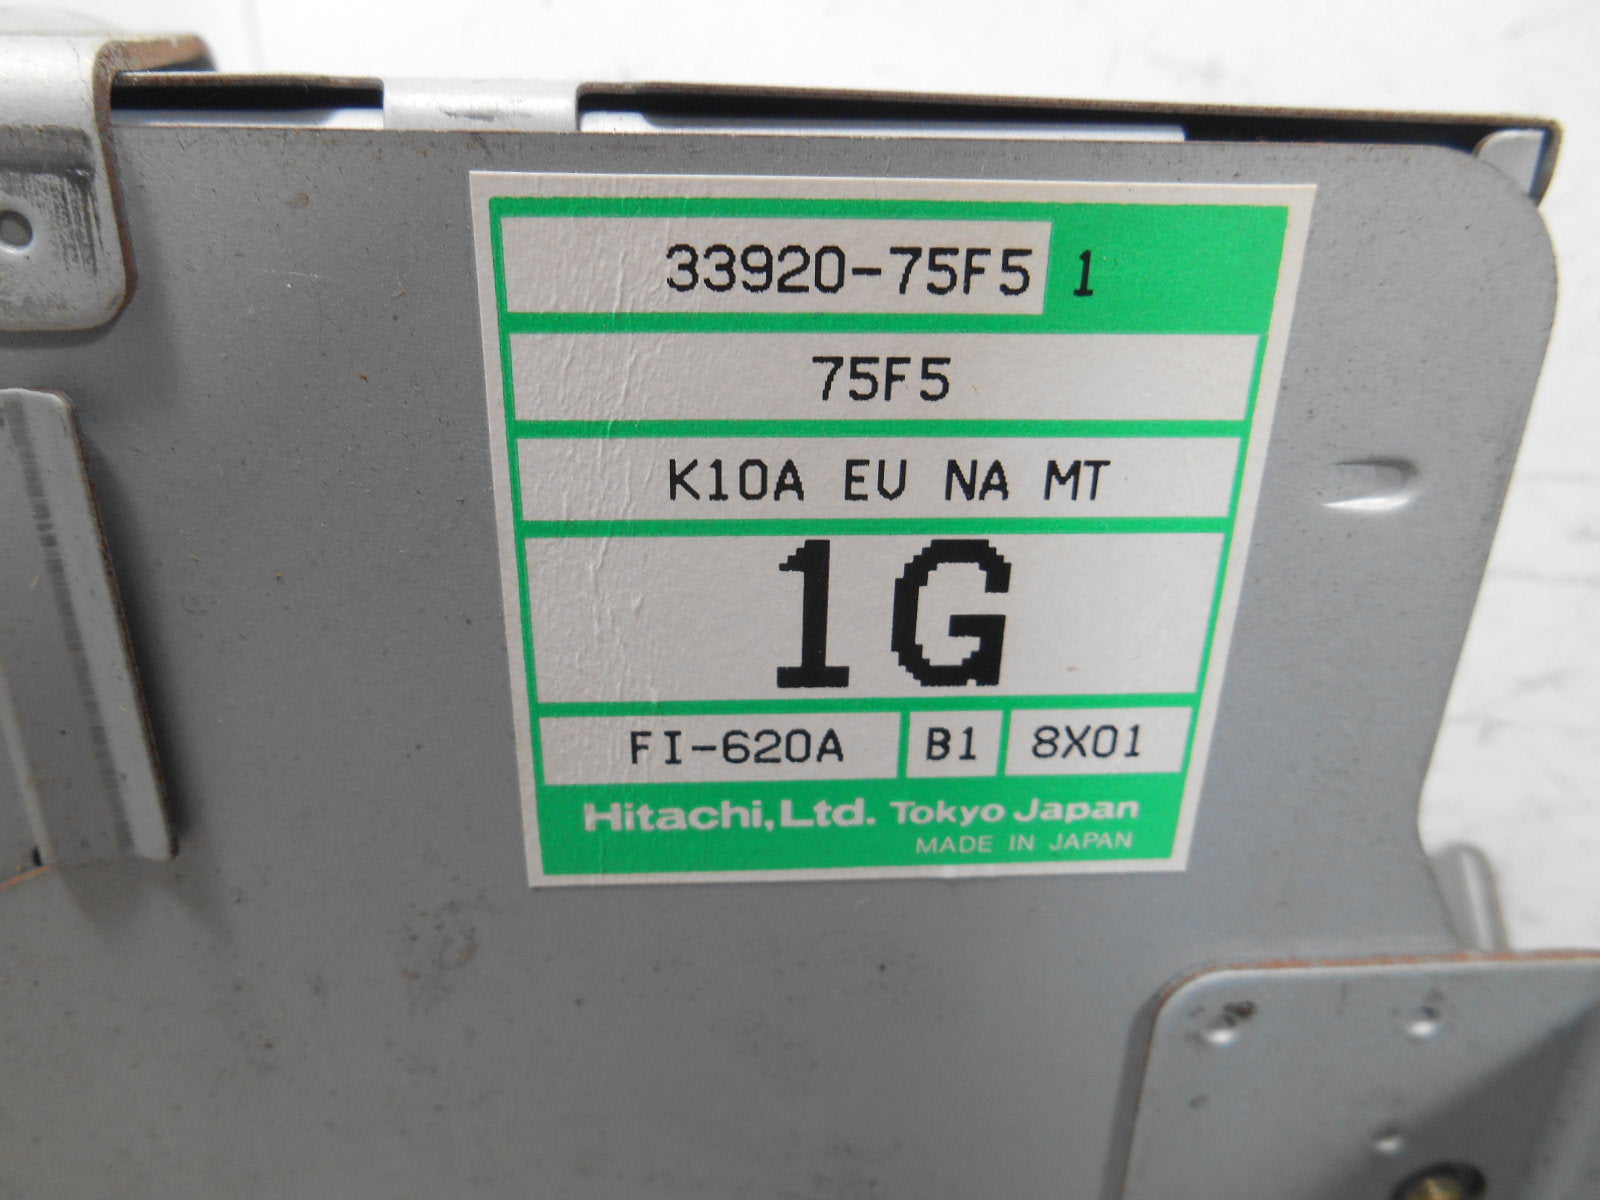 33920-75F5 1
75F5
K10A EU NA MT
1G
FI-620A B1 8X01
Hitachi,Ltd. Tokyo Japan
MADE IN JAPAN